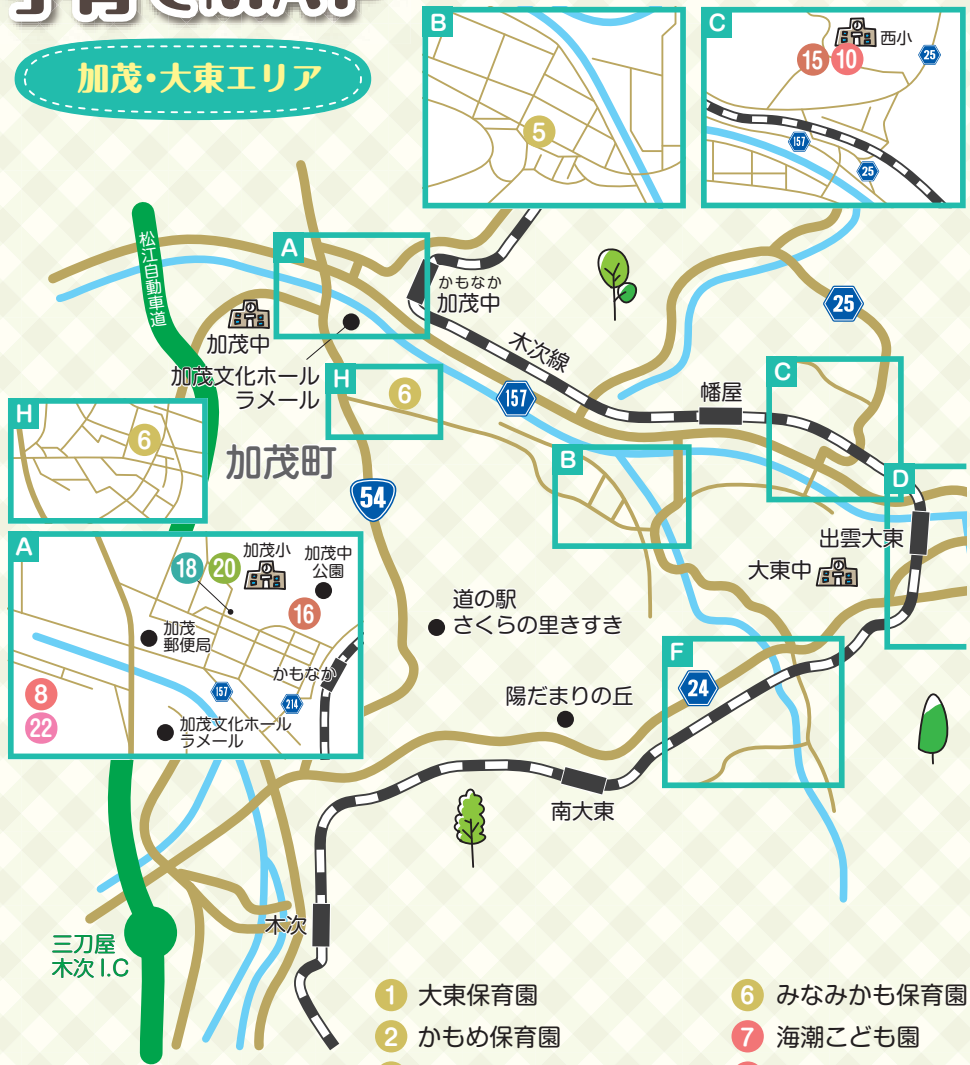 子育てMAP
加茂・大東エリア
B
5
C
西小
15
10
25
157
25
松江自動車道
A
かもなか
加茂中
加茂中
加茂文化ホール
ラメール
木次線
25
H
6
157
幡屋
C
H
6
加茂町
54
B
D
出雲大東
大東中
A
18
20
加茂小
加茂中
公園
16
加茂
郵便局
かもなか
8
22
157
214
加茂文化ホール
ラメール
道の駅
さくらの里きすき
F
24
陽だまりの丘
南大東
木次
三刀屋
木次I.C
1 大東保育園
2 かもめ保育園
6 みなみかも保育園
7 海潮こども園